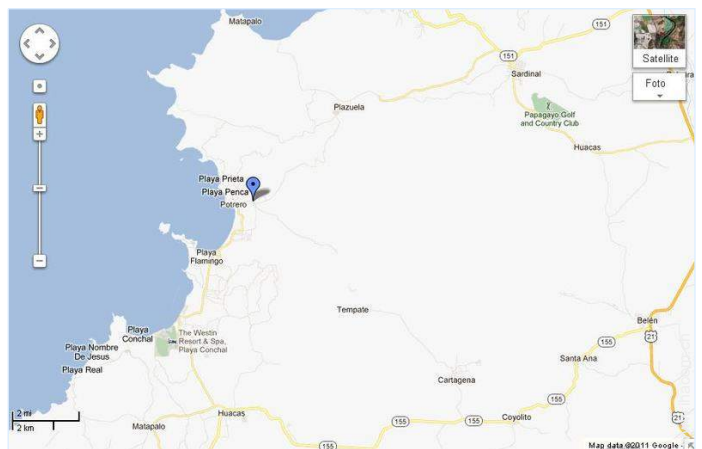 Matapalo
151
Satellite
151
Sardinal
Foto
Plazuela
Papagayo Golf
and Country Club
Huacas
Playa Prieta
Playa Penca
Potrero
Playa
Flamingo
Tempate
Belén
Playa
Conchal
The Westin
Resort & Spa,
Playa Conchal
155
21
Playa Nombre
De Jesus
Santa Ana
Playa Real
Cartagena
155
2 mi
Huacas
155
155
Coyolito
21
2 km
Matapalo
155
Map data ©2011 Google -